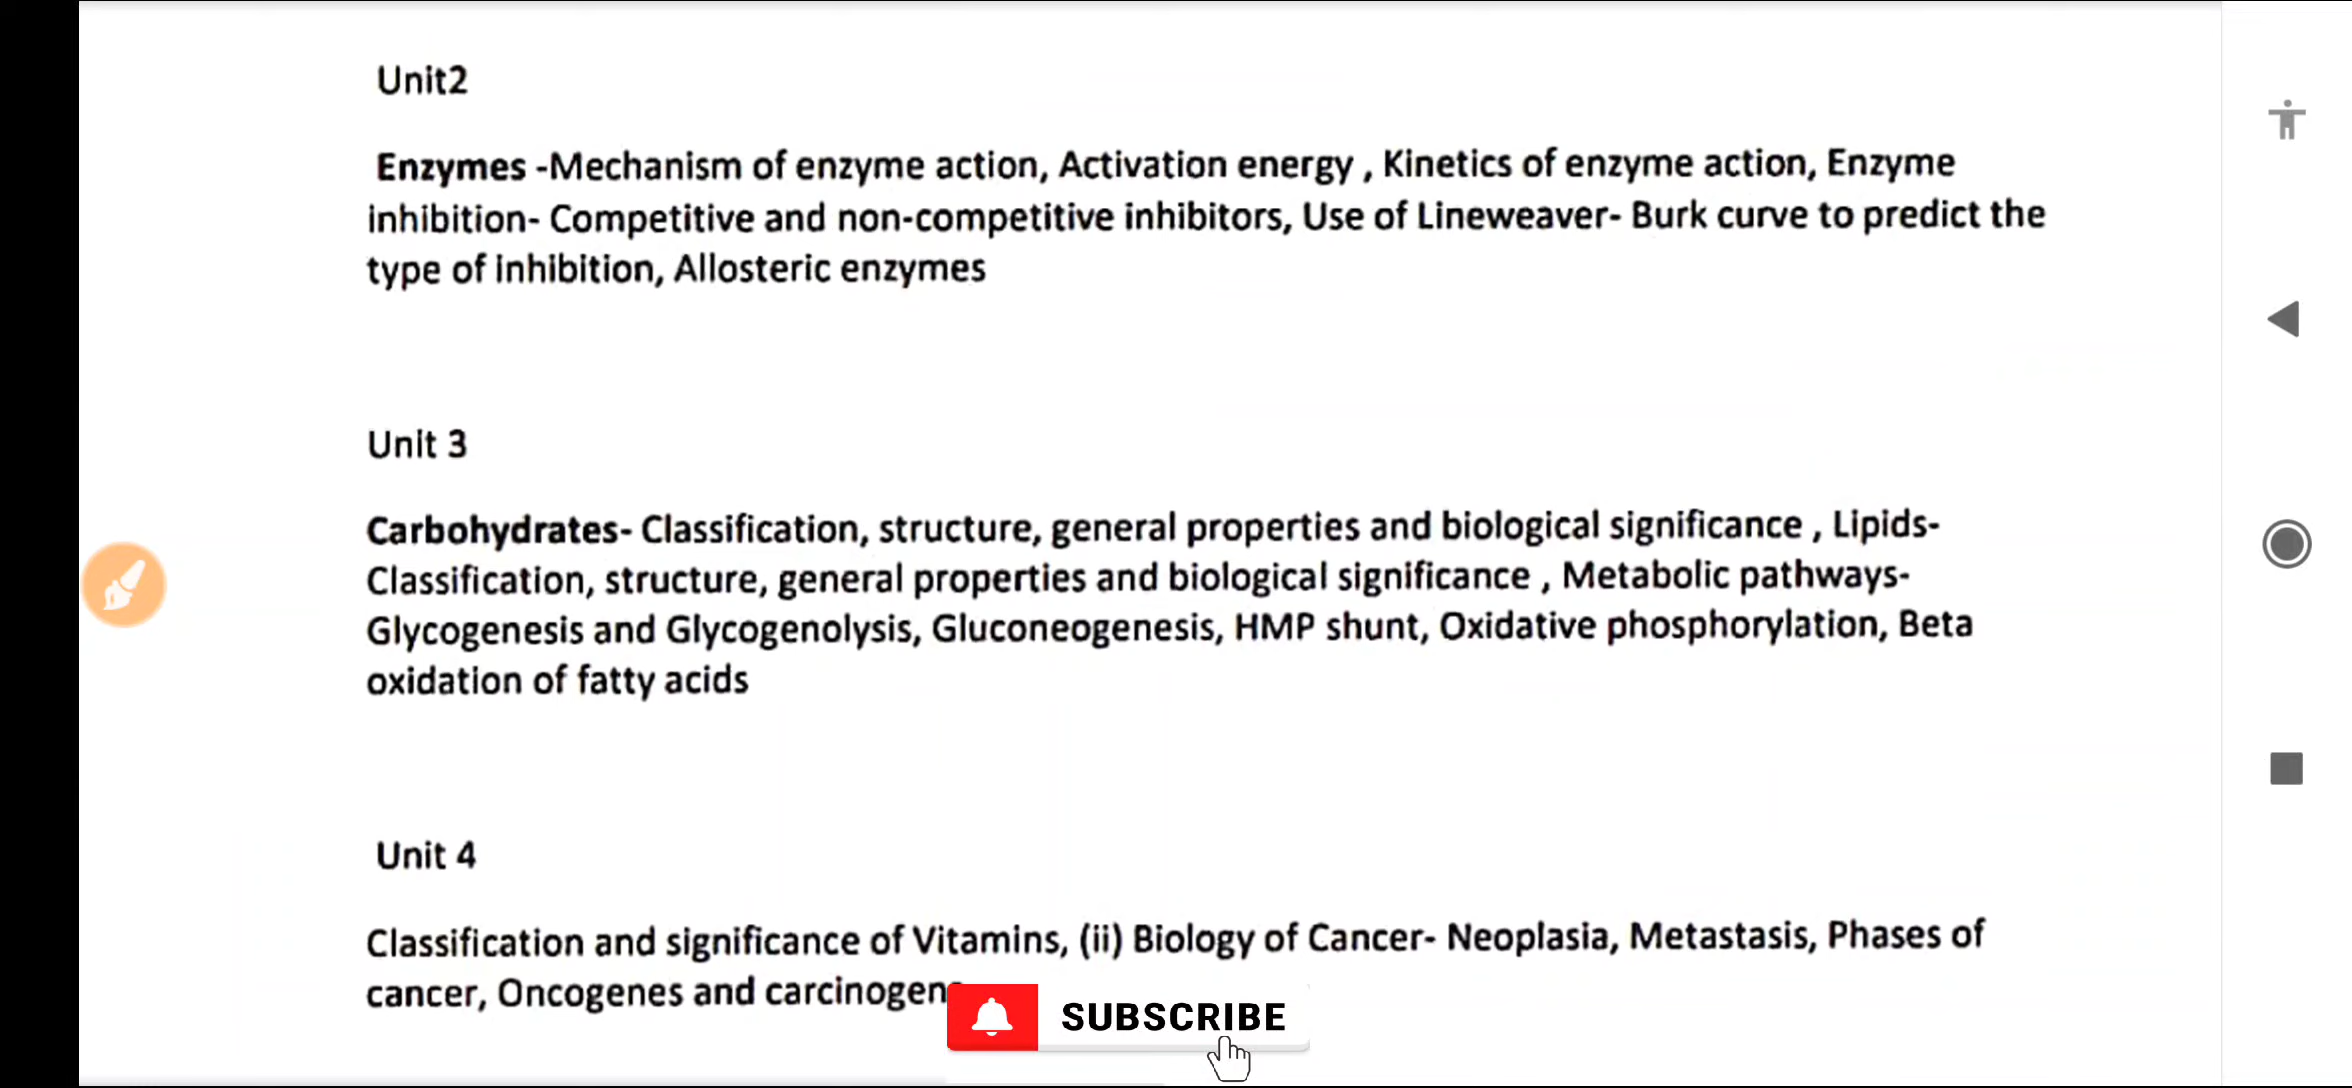 Unit2
Enzymes -Mechanism of enzyme action, Activation energy , Kinetics of enzyme action, Enzyme
inhibition- Competitive and non-competitive inhibitors, Use of Lineweaver- Burk curve to predict the
type of inhibition, Allosteric enzymes
Unit 3
Carbohydrates- Classification, structure, general properties and biological significance , Lipids-
Classification, structure, general properties and biological significance , Metabolic pathways-
Glycogenesis and Glycogenolysis, Gluconeogenesis, HMP shunt, Oxidative phosphorylation, Beta
oxidation of fatty acids
Unit 4
Classification and significance of Vitamins, (ii) Biology of Cancer- Neoplasia, Metastasis, Phases of
cancer, Oncogenes and carcinogens
SUBSCRIBE